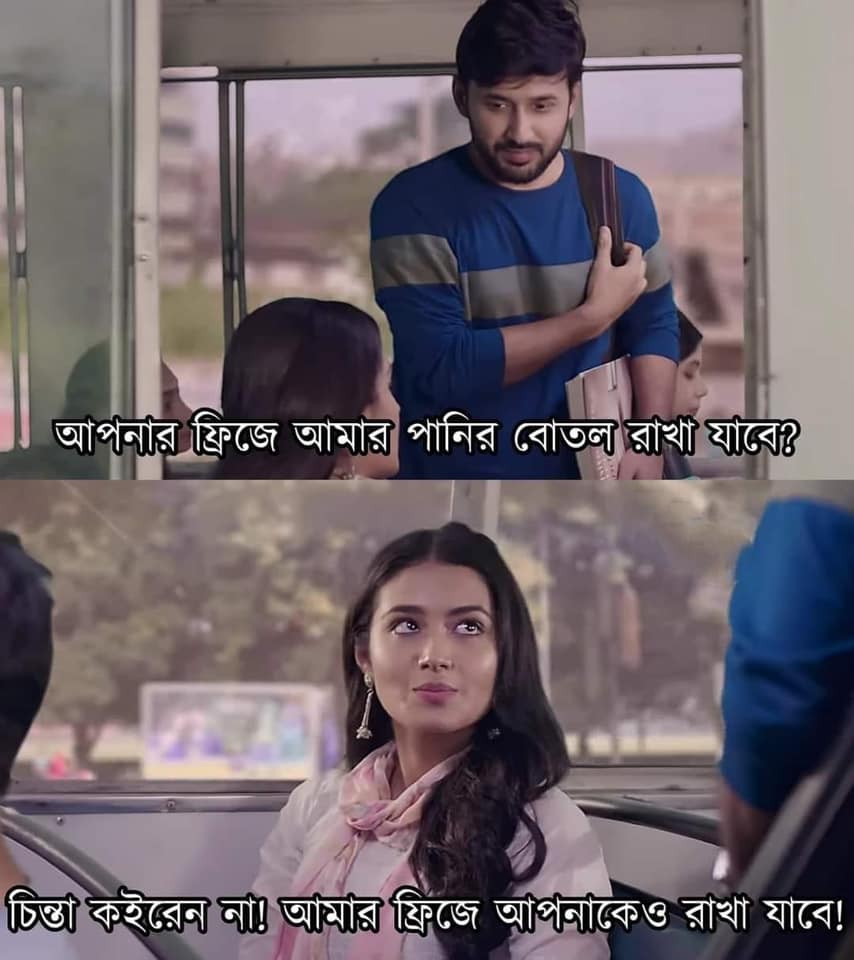 আপনার ফ্রিজে আমার পানির বোতল রাখা যাবে?
চিন্তা কইরেন না! আমার ফ্রিজে আপনাকেও রাখা যাবে!